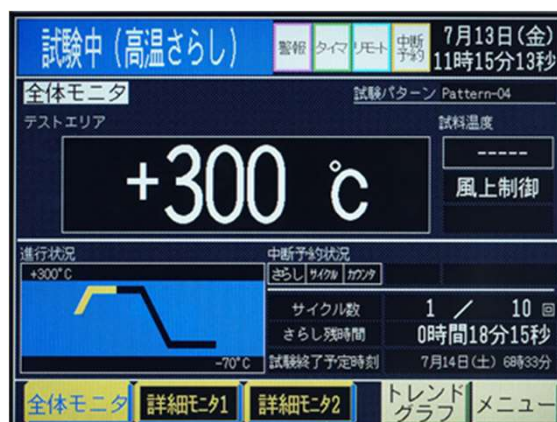 試験中(高温さらし)
警報 タイマ リモート 中断予約
7月13日(金)
11時15分13秒
全体モニタ
試験パターン Pattern-04
テストエリア
試料温度
+300 ℃
-----
風上制御
進行状況
中断予約状況
+300°C
さらし サイクル カウンタ
サイクル数 1 / 10 回
さらし残時間 0時間18分15秒
-70°C
試験終了予定時刻 7月14日(土) 6時33分
全体モニタ 詳細モニタ1 詳細モニタ2 トレンドグラフ メニュー